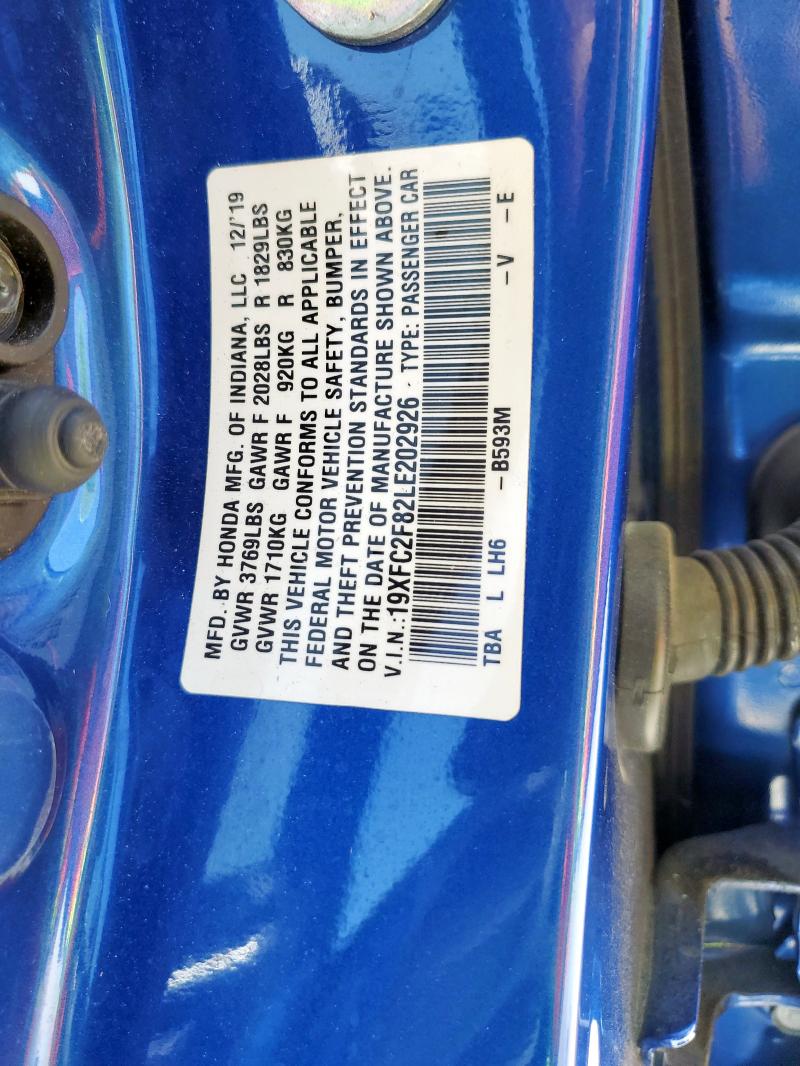 MFD. BY HONDA MFG. OF INDIANA, LLC 12/'19
GVWR 3769LBS GAWR F 2028LBS R 1829LBS
GVWR 1710KG GAWR F 920KG R 830KG
THIS VEHICLE CONFORMS TO ALL APPLICABLE
FEDERAL MOTOR VEHICLE SAFETY, BUMPER,
AND THEFT PREVENTION STANDARDS IN EFFECT
ON THE DATE OF MANUFACTURE SHOWN ABOVE.
V.I.N.:19XFC2F82LE202926 · TYPE: PASSENGER CAR
TBA L LH6 -B593M -V -E